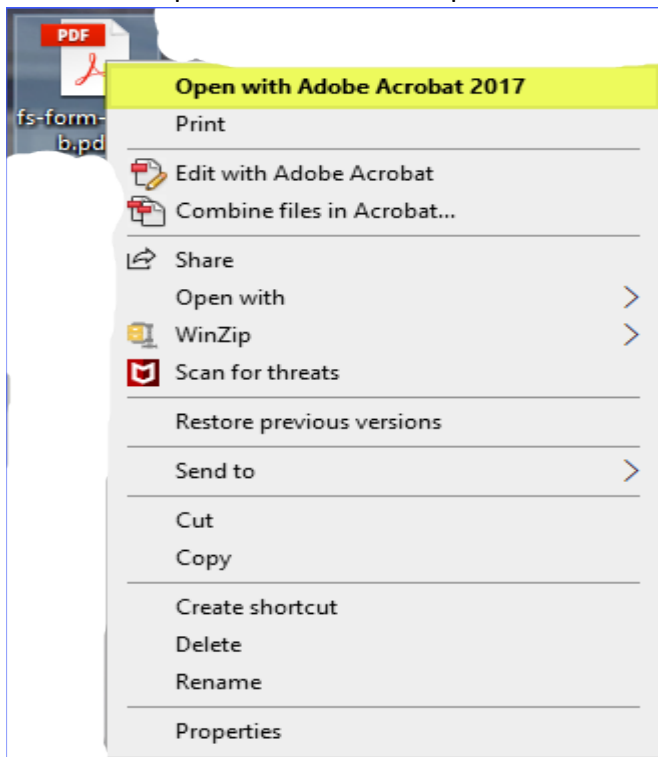 PDF
fs-form-
b.pd
Open with Adobe Acrobat 2017
Print
Edit with Adobe Acrobat
Combine files in Acrobat...
Share
Open with
WinZip
Scan for threats
Restore previous versions
Send to
Cut
Copy
Create shortcut
Delete
Rename
Properties